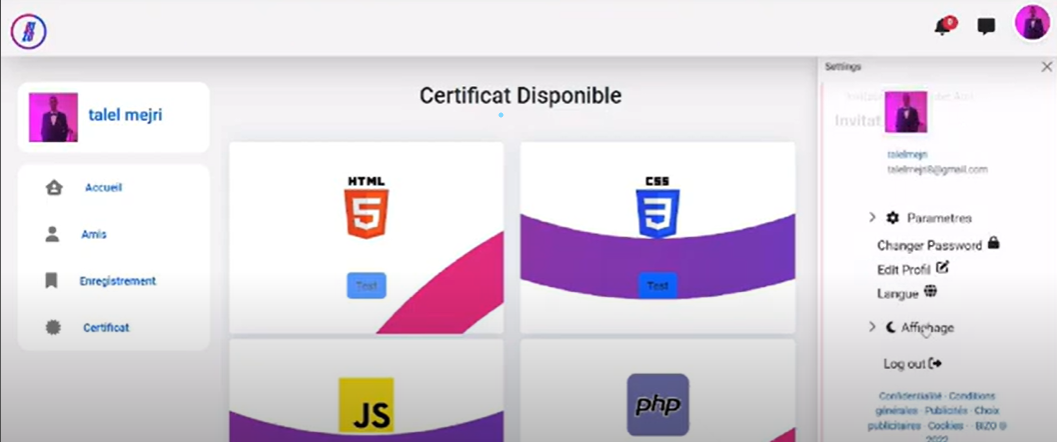 0
Settings
talel mejri
Accueil
Amis
Enregistrement
Certificat
Certificat Disponible
HTML
5
Test
CSS
3
Test
JS
php
Invitat
talelmejri
talelmejri8@gmail.com
Parametres
Changer Password
Edit Profil
Langue
Affichage
Log out
Confidentialité · Conditions
générales · Publicités · Choix
publicitaires · Cookies · · BIZO ©
2022